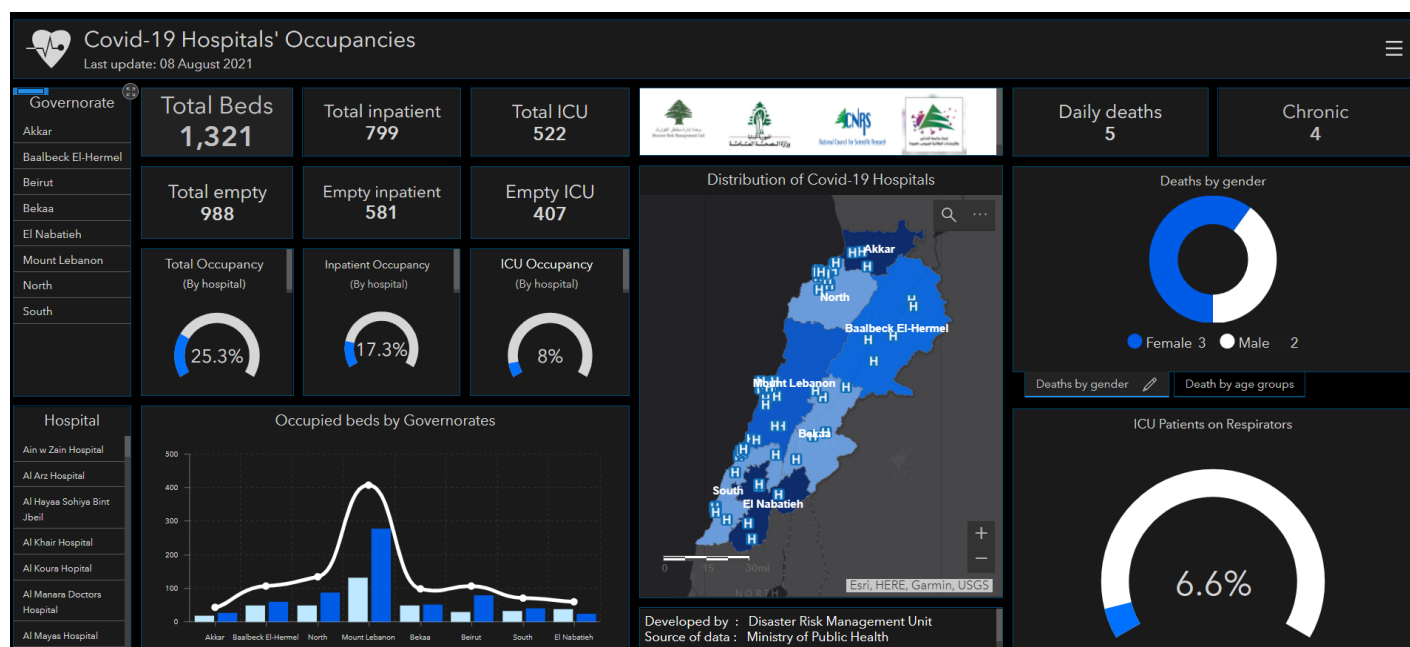 Covid-19 Hospitals' Occupancies
Last update: 08 August 2021
Governorate
Akkar
Baalbeck El-Hermel
Beirut
Bekaa
El Nabatieh
Mount Lebanon
North
South
Total Beds
1,321
Total inpatient
799
Total ICU
522
Total empty
988
Empty inpatient
581
Empty ICU
407
Total Occupancy
(By hospital)
25.3%
Inpatient Occupancy
(By hospital)
17.3%
ICU Occupancy
(By hospital)
8%
Hospital
Ain w Zain Hospital
Al Arz Hospital
Al Hayaa Sohiya Bint
Jbeil
Al Khair Hospital
Al Koura Hopital
Al Manara Doctors
Hospital
Al Mayas Hospital
Occupied beds by Governorates
500
400
300
200
100
0
Akkar Baalbeck El-Hermel North Mount Lebanon Bekaa Beirut South El Nabatieh
Disaster Risk Management Unit
وزارة الصحة العامة
CNRS
National Council for Scientific Research
Distribution of Covid-19 Hospitals
Akkar
North
Baalbeck El-Hermel
Mount Lebanon
Bekaa
South
El Nabatieh
0 15 30mi
NORTH
Esri, HERE, Garmin, USGS
Developed by : Disaster Risk Management Unit
Source of data : Ministry of Public Health
Daily deaths
5
Chronic
4
Deaths by gender
Female 3 Male 2
Deaths by gender
Death by age groups
ICU Patients on Respirators
6.6%